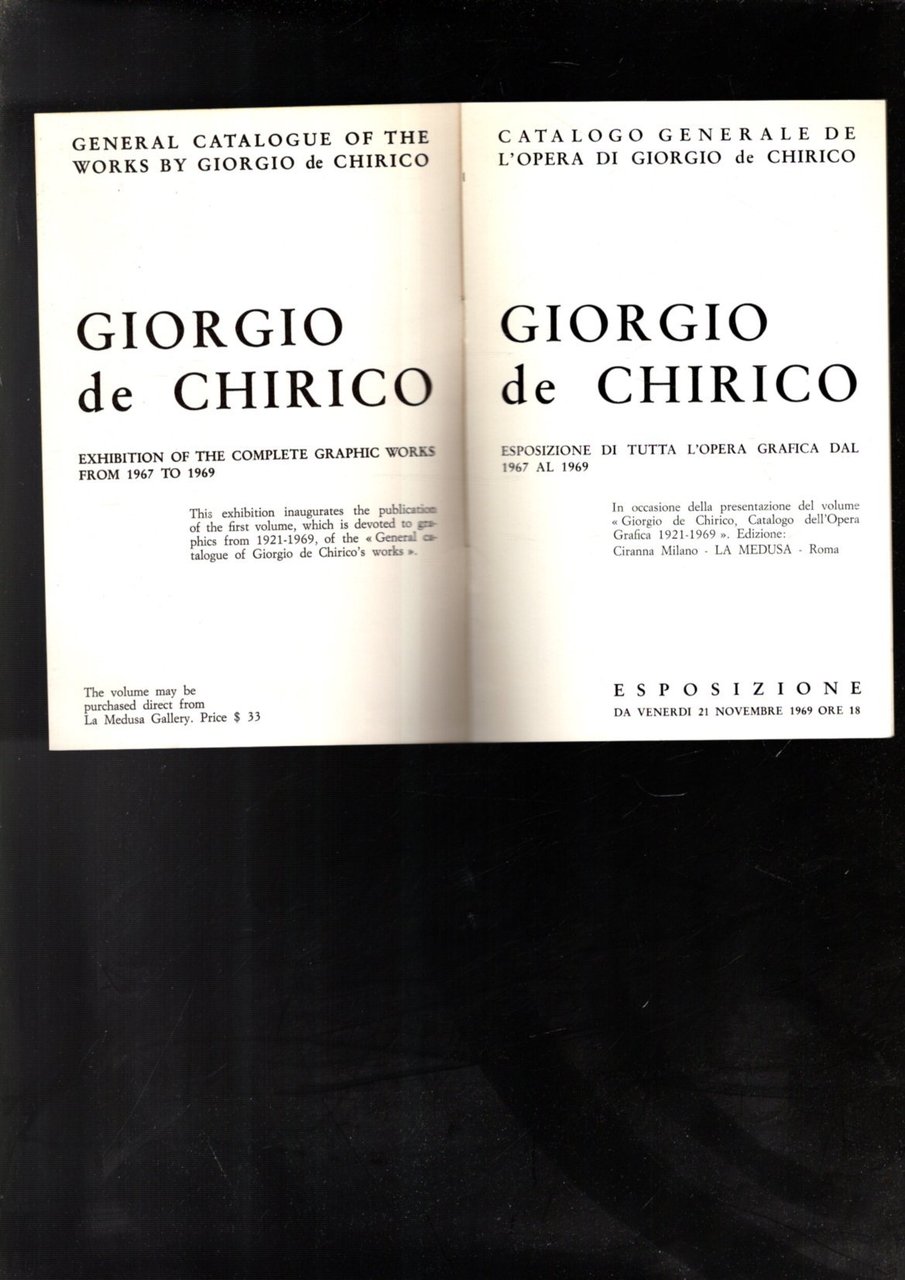 GENERAL CATALOGUE OF THE
WORKS BY GIORGIO de CHIRICO
GIORGIO
de CHIRICO
EXHIBITION OF THE COMPLETE GRAPHIC WORKS
FROM 1967 TO 1969
This exhibition inaugurates the publication
of the first volume, which is devoted to gra-
phics from 1921-1969, of the « General ca-
talogue of Giorgio de Chirico's works ».
The volume may be
purchased direct from
La Medusa Gallery. Price $ 33
CATALOGO GENERALE DE
L'OPERA DI GIORGIO de CHIRICO
GIORGIO
de CHIRICO
ESPOSIZIONE DI TUTTA L'OPERA GRAFICA DAL
1967 AL 1969
In occasione della presentazione del volume
« Giorgio de Chirico, Catalogo dell'Opera
Grafica 1921-1969 ». Edizione:
Ciranna Milano - LA MEDUSA - Roma
ESPOSIZIONE
DA VENERDI 21 NOVEMBRE 1969 ORE 18